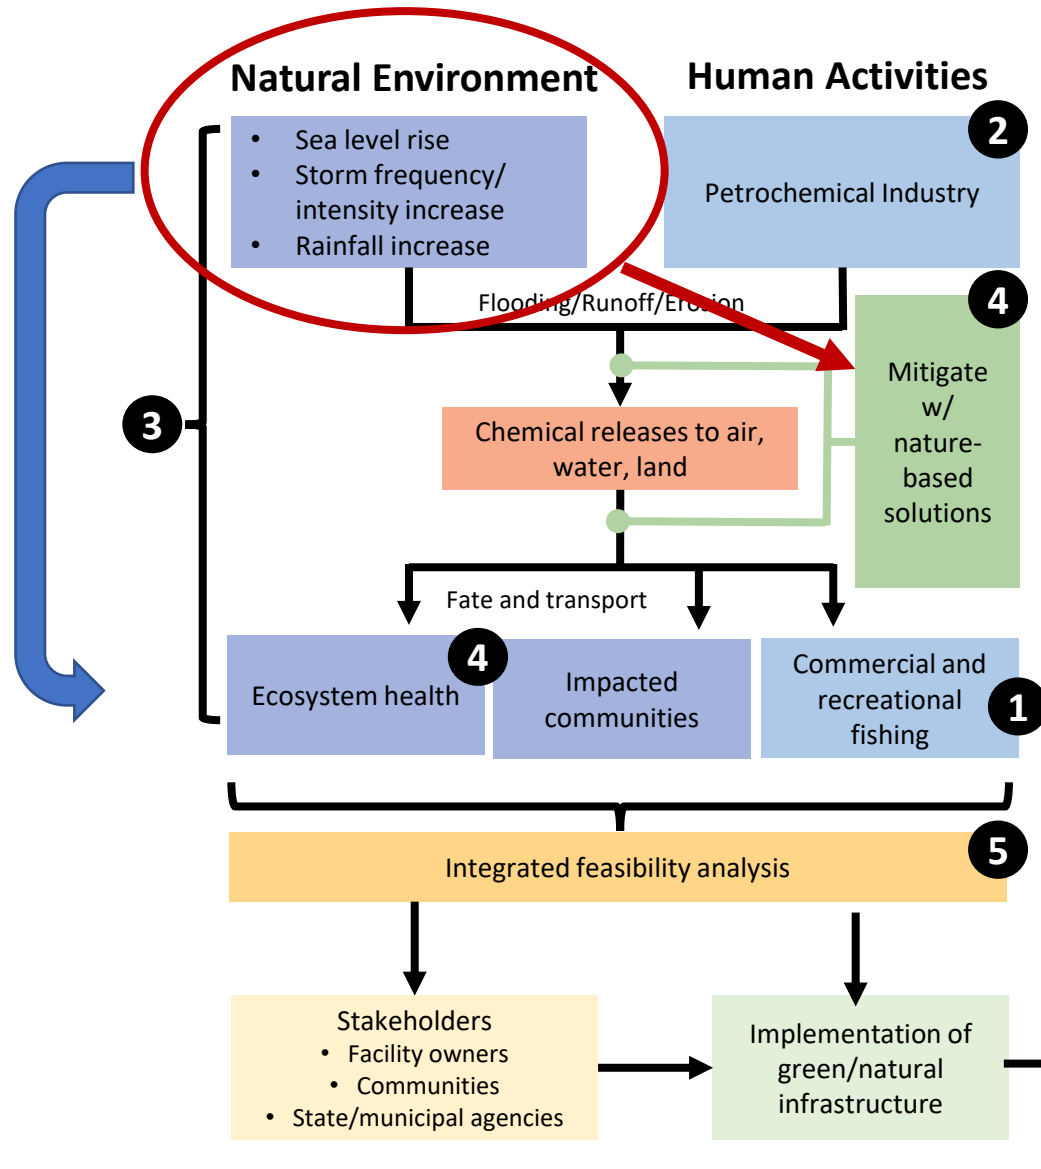 Natural Environment
Human Activities
2
• Sea level rise
• Storm frequency/
intensity increase
• Rainfall increase
Petrochemical Industry
Flooding/Runoff/Erosion
4
Mitigate
w/
nature-
based
solutions
3
Chemical releases to air,
water, land
Fate and transport
4
Ecosystem health
Impacted
communities
Commercial and
recreational
fishing
1
5
Integrated feasibility analysis
Stakeholders
• Facility owners
• Communities
• State/municipal agencies
Implementation of
green/natural
infrastructure